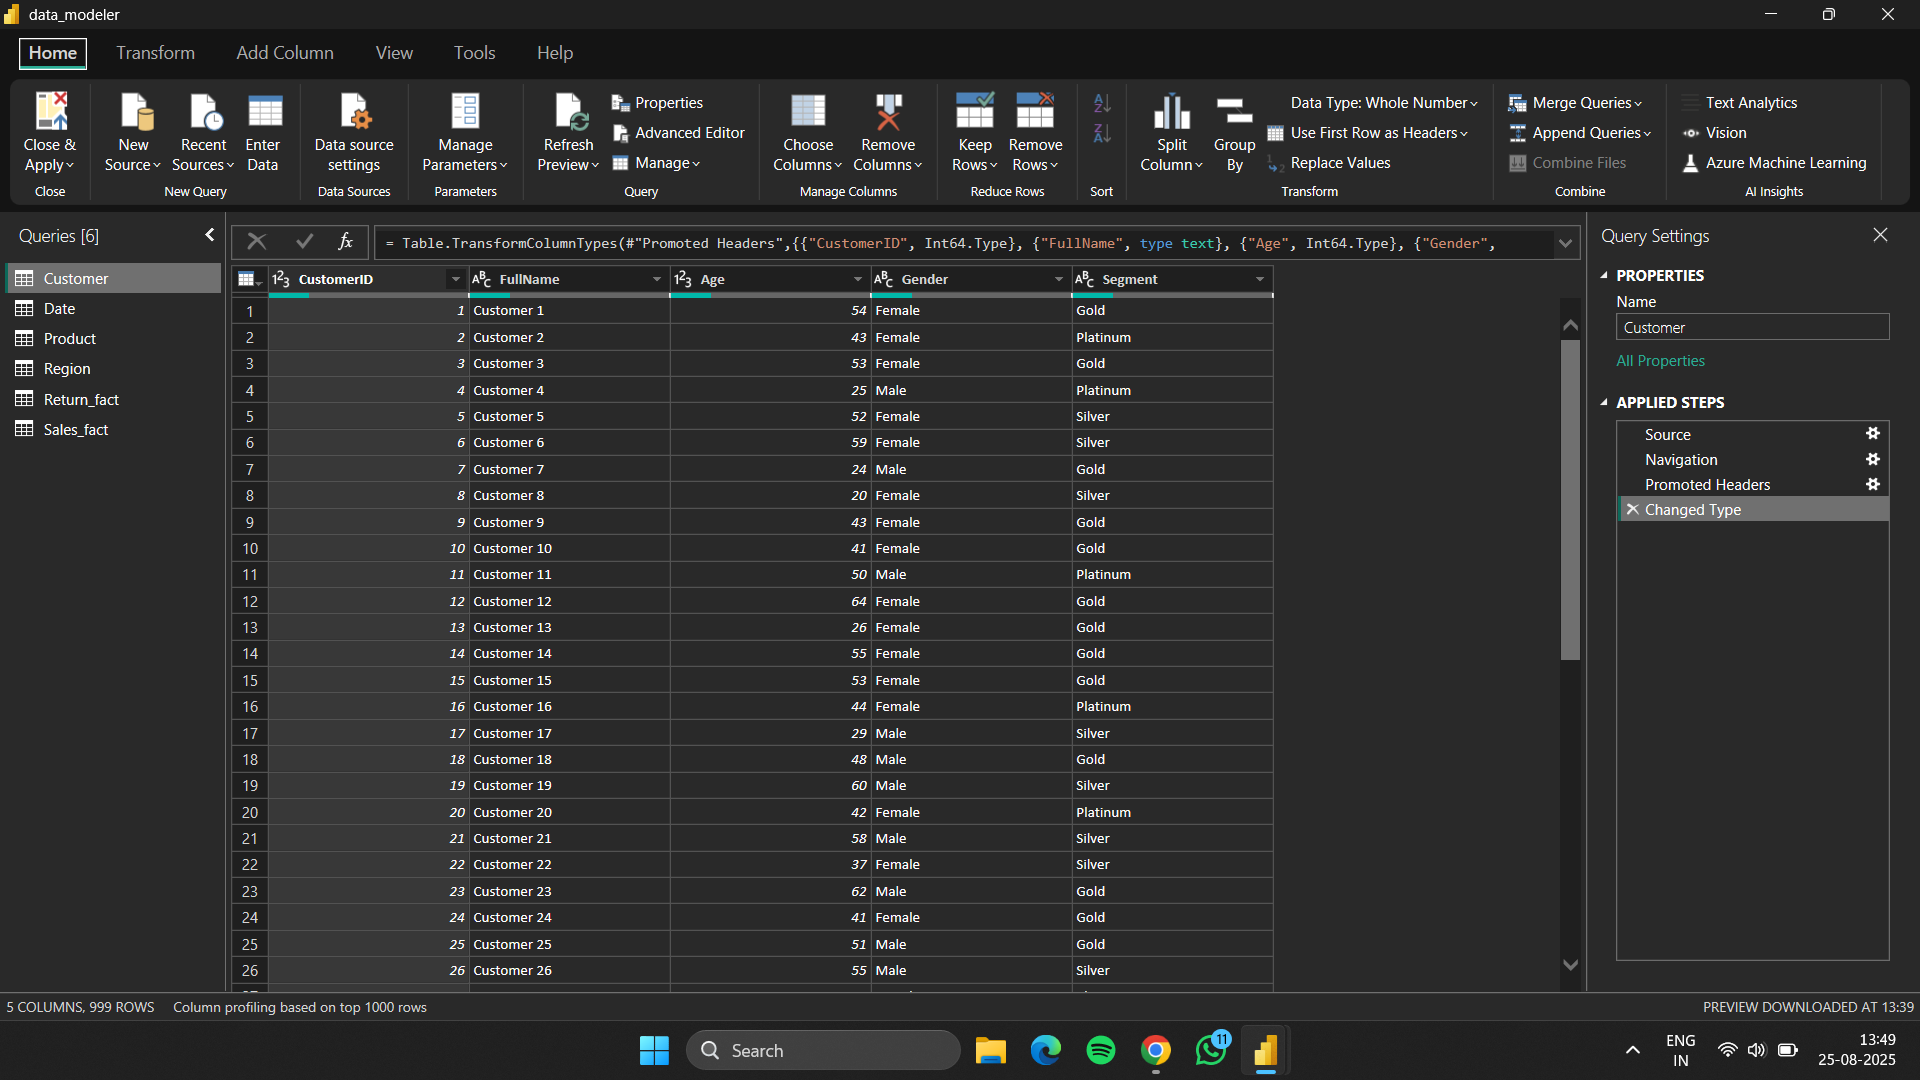 data_modeler
Home Transform Add Column View Tools Help
Close & Apply
Close
New Source
Recent Sources
Enter Data
New Query
Data source settings
Data Sources
Manage Parameters
Parameters
Refresh Preview
Properties
Advanced Editor
Manage
Query
Choose Columns
Remove Columns
Manage Columns
Keep Rows
Remove Rows
Reduce Rows
Sort
Split Column
Group By
Data Type: Whole Number
Use First Row as Headers
Replace Values
Transform
Merge Queries
Append Queries
Combine Files
Combine
Text Analytics
Vision
Azure Machine Learning
AI Insights
Queries [6]
Customer
Date
Product
Region
Return_fact
Sales_fact
fx = Table.TransformColumnTypes(#"Promoted Headers",{{"CustomerID", Int64.Type}, {"FullName", type text}, {"Age", Int64.Type}, {"Gender",
123 CustomerID ABC FullName 123 Age ABC Gender ABC Segment
1 1 Customer 1 54 Female Gold
2 2 Customer 2 43 Female Platinum
3 3 Customer 3 53 Female Gold
4 4 Customer 4 25 Male Platinum
5 5 Customer 5 52 Female Silver
6 6 Customer 6 59 Female Silver
7 7 Customer 7 24 Male Gold
8 8 Customer 8 20 Female Silver
9 9 Customer 9 43 Female Gold
10 10 Customer 10 41 Female Gold
11 11 Customer 11 50 Male Platinum
12 12 Customer 12 64 Female Gold
13 13 Customer 13 26 Female Gold
14 14 Customer 14 55 Female Gold
15 15 Customer 15 53 Female Gold
16 16 Customer 16 44 Female Platinum
17 17 Customer 17 29 Male Silver
18 18 Customer 18 48 Male Gold
19 19 Customer 19 60 Male Silver
20 20 Customer 20 42 Female Platinum
21 21 Customer 21 58 Male Silver
22 22 Customer 22 37 Female Silver
23 23 Customer 23 62 Male Gold
24 24 Customer 24 41 Female Gold
25 25 Customer 25 51 Male Gold
26 26 Customer 26 55 Male Silver
Query Settings
PROPERTIES
Name
Customer
All Properties
APPLIED STEPS
Source
Navigation
Promoted Headers
Changed Type
5 COLUMNS, 999 ROWS Column profiling based on top 1000 rows
PREVIEW DOWNLOADED AT 13:39
Search
11
ENG
IN
13:49
25-08-2025